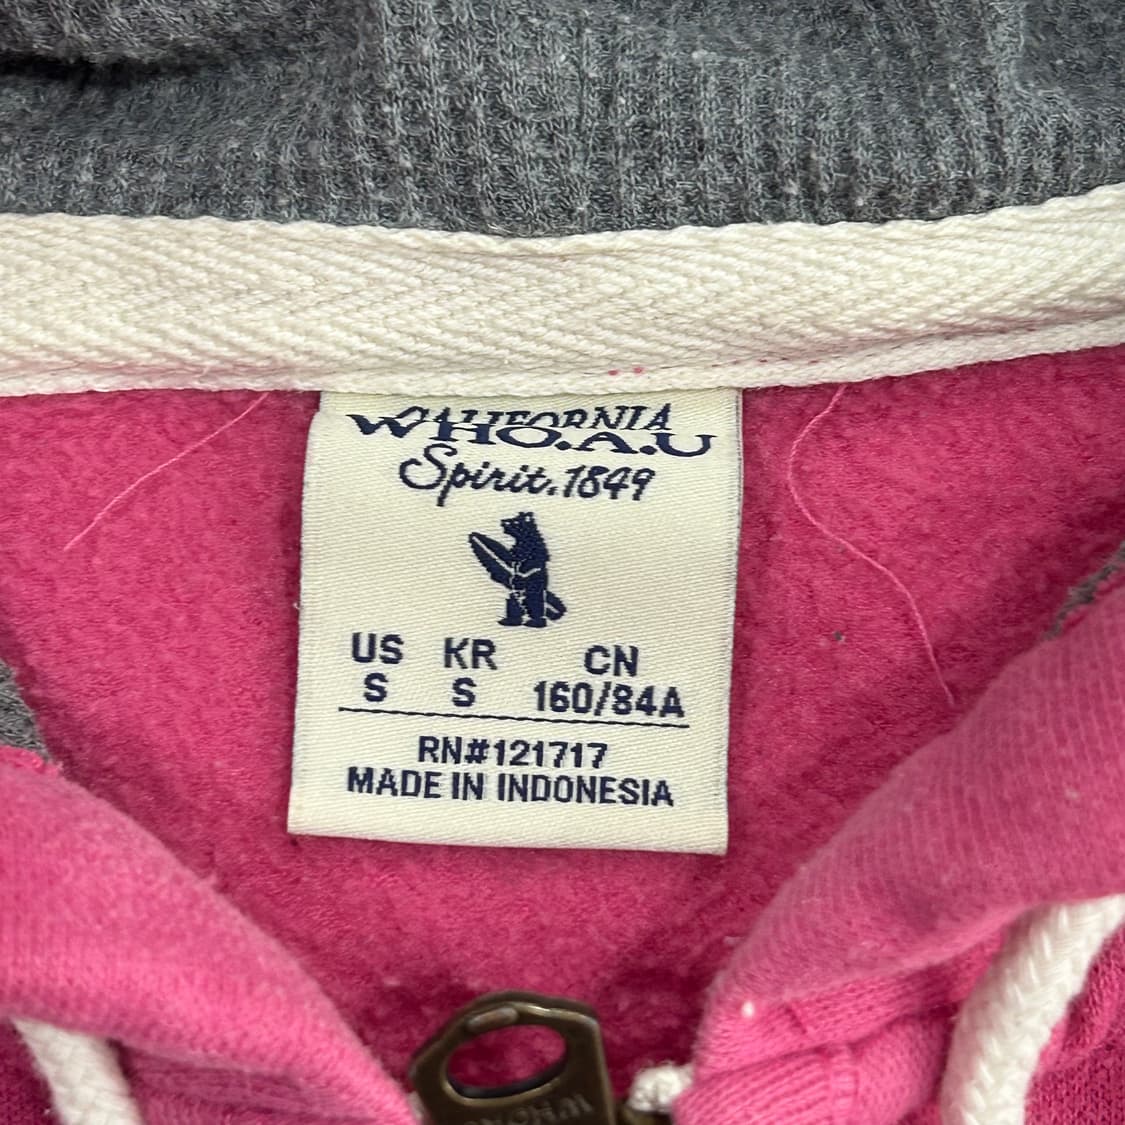 CALIFORNIA
WHO.A.U
Spirit.1849
US KR CN
S S 160/84A
RN#121717
MADE IN INDONESIA